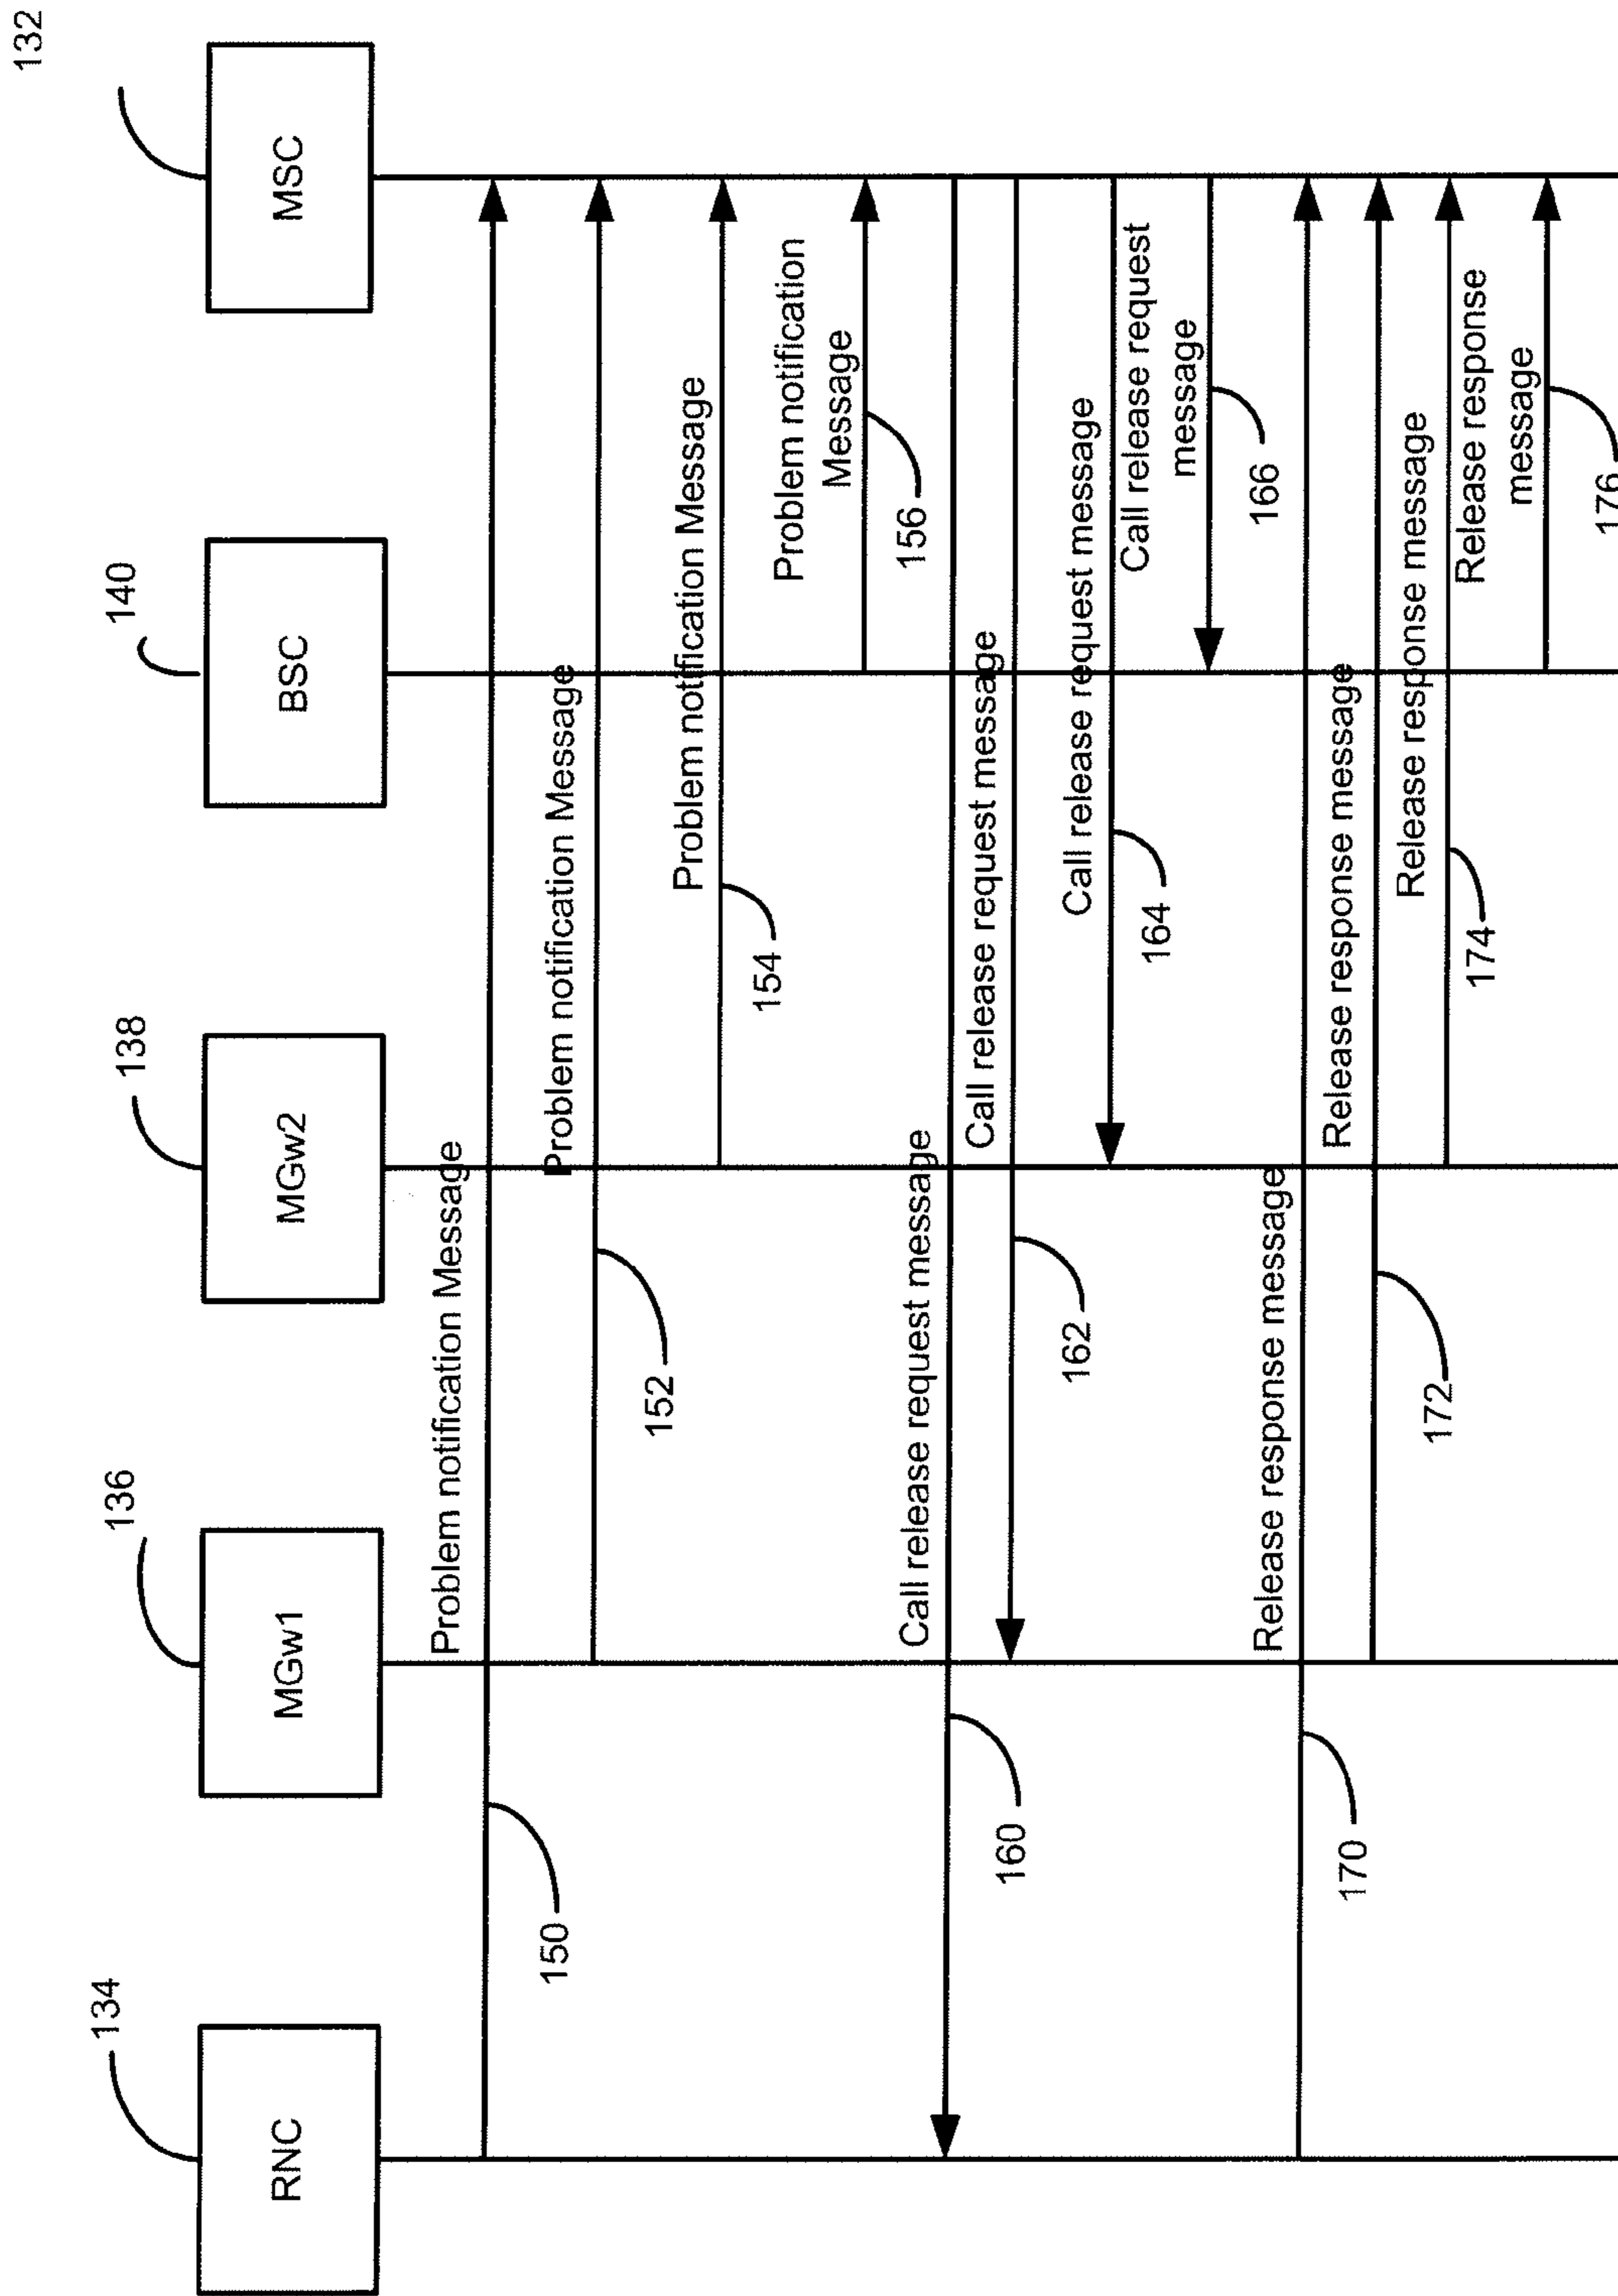 134
136
138
140
132
RNC
MGw1
MGw2
BSC
MSC
Problem notification Message
150
Problem notification Message
152
Problem notification Message
154
Problem notification
Message
156
Call release request message
160
Call release request message
162
Call release request message
164
Call release request
message
166
Release response message
170
Release response message
172
Release response message
174
Release response
message
176